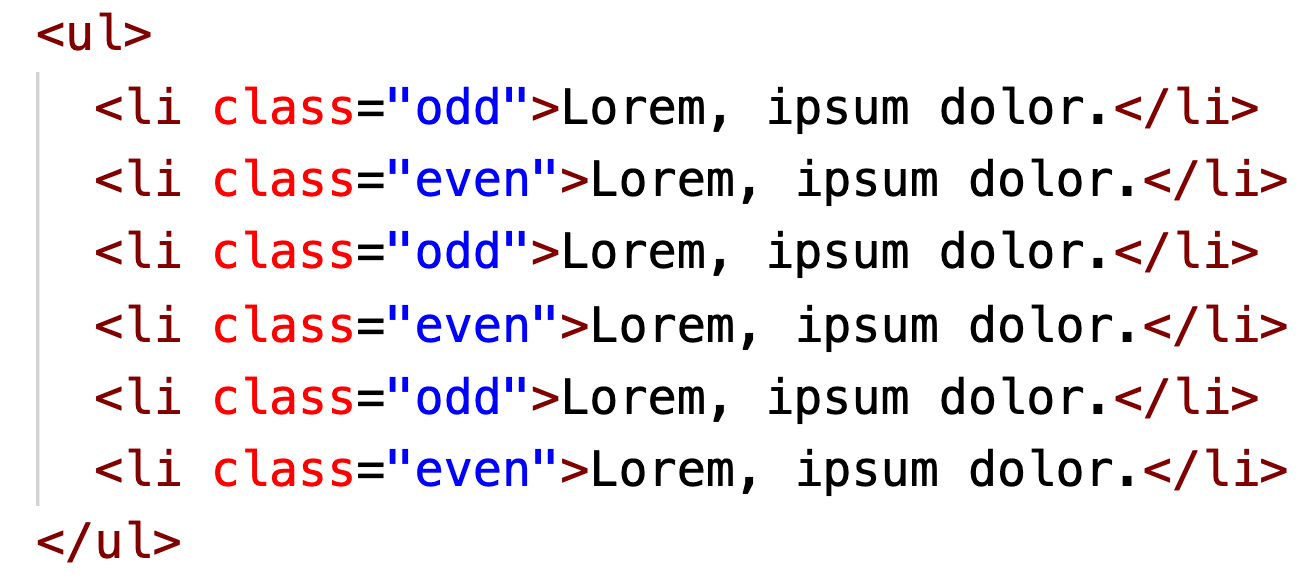 <ul>
  <li class="odd">Lorem, ipsum dolor.</li>
  <li class="even">Lorem, ipsum dolor.</li>
  <li class="odd">Lorem, ipsum dolor.</li>
  <li class="even">Lorem, ipsum dolor.</li>
  <li class="odd">Lorem, ipsum dolor.</li>
  <li class="even">Lorem, ipsum dolor.</li>
</ul>